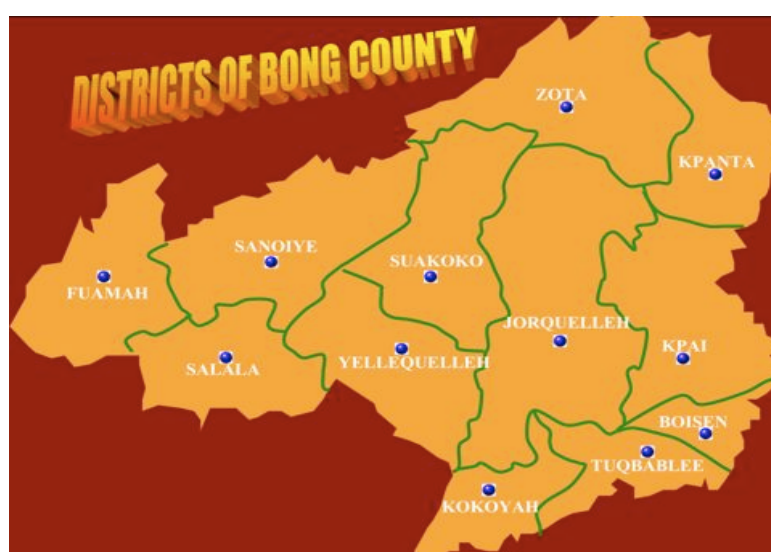 DISTRICTS OF BONG COUNTY
ZOTA
KPANTA
SANOIYE
SUAKOKO
FUAMAH
JORQUELLEH
KPAI
YELLEQUELLEH
SALALA
BOISEN
TUQBABLEE
KOKOYAH